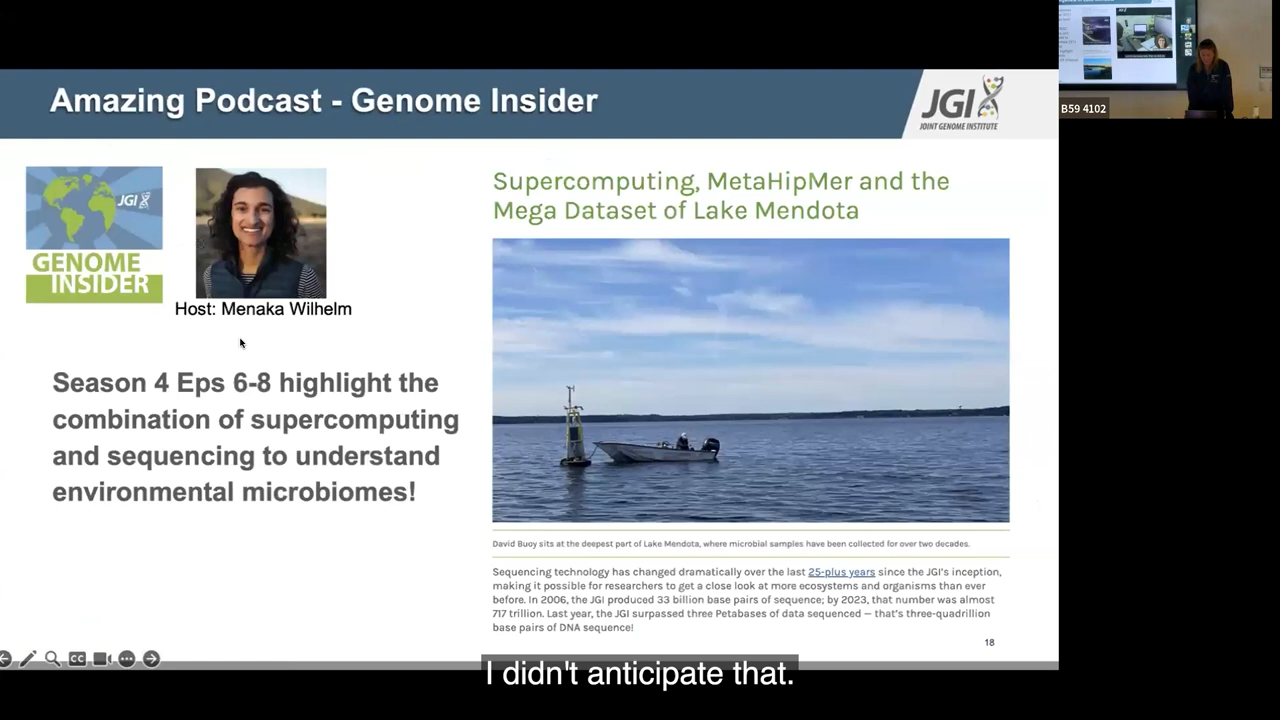 Amazing Podcast - Genome Insider
JGI
JOINT GENOME INSTITUTE
JGI
GENOME
INSIDER
Host: Menaka Wilhelm
Season 4 Eps 6-8 highlight the
combination of supercomputing
and sequencing to understand
environmental microbiomes!
Supercomputing, MetaHipMer and the
Mega Dataset of Lake Mendota
David Buoy sits at the deepest part of Lake Mendota, where microbial samples have been collected for over two decades.
Sequencing technology has changed dramatically over the last 25-plus years since the JGI's inception,
making it possible for researchers to get a close look at more ecosystems and organisms than ever
before. In 2006, the JGI produced 33 billion base pairs of sequence; by 2023, that number was almost
717 trillion. Last year, the JGI surpassed three Petabases of data sequenced — that's three-quadrillion
base pairs of DNA sequence!
18
CC
I didn't anticipate that.
B59 4102